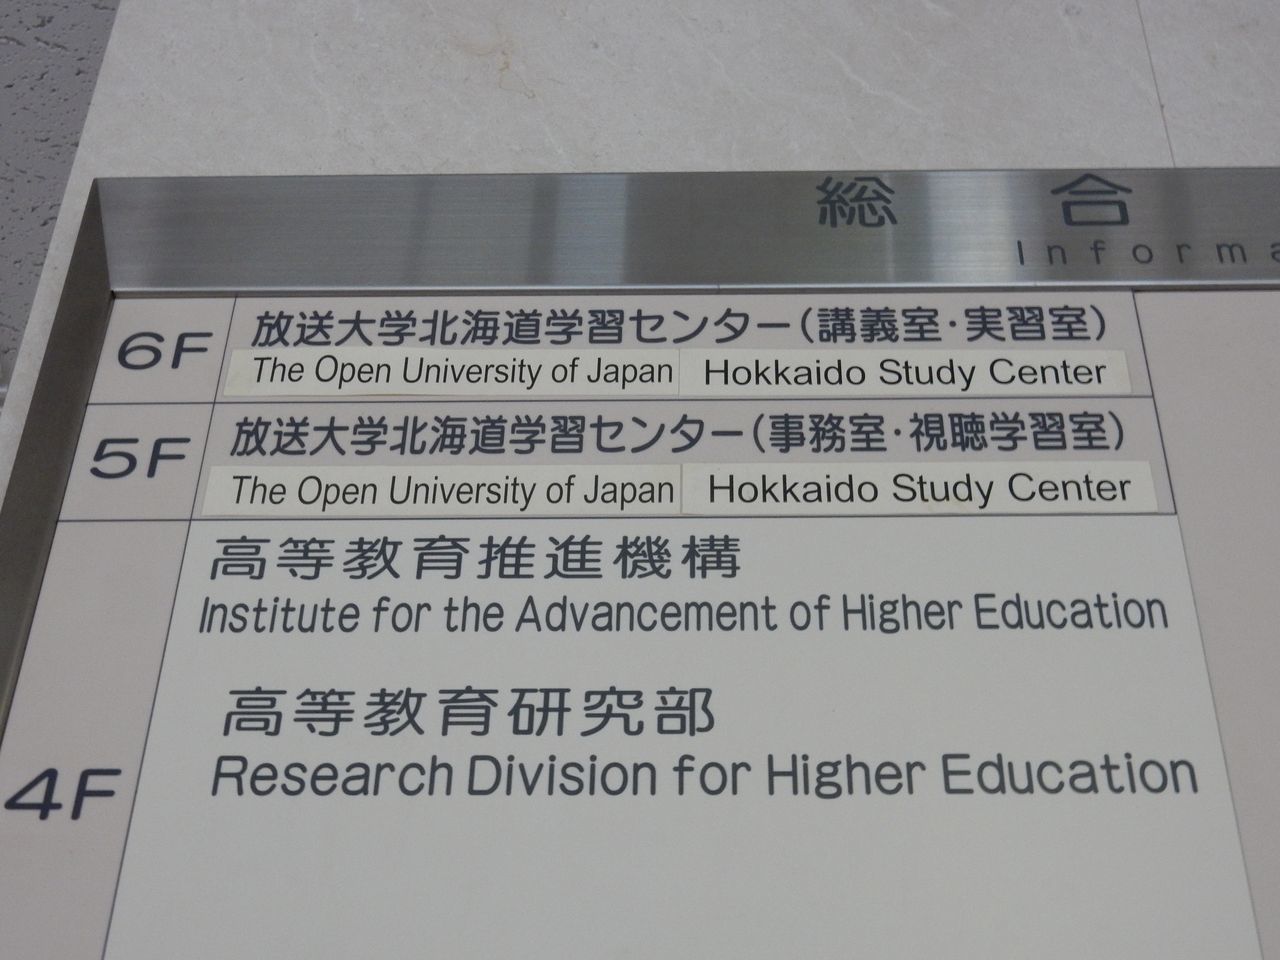 総合
Informa
6F
放送大学北海道学習センター(講義室・実習室)
The Open University of Japan Hokkaido Study Center
5F
放送大学北海道学習センター(事務室・視聴学習室)
The Open University of Japan Hokkaido Study Center
4F
高等教育推進機構
Institute for the Advancement of Higher Education
高等教育研究部
Research Division for Higher Education